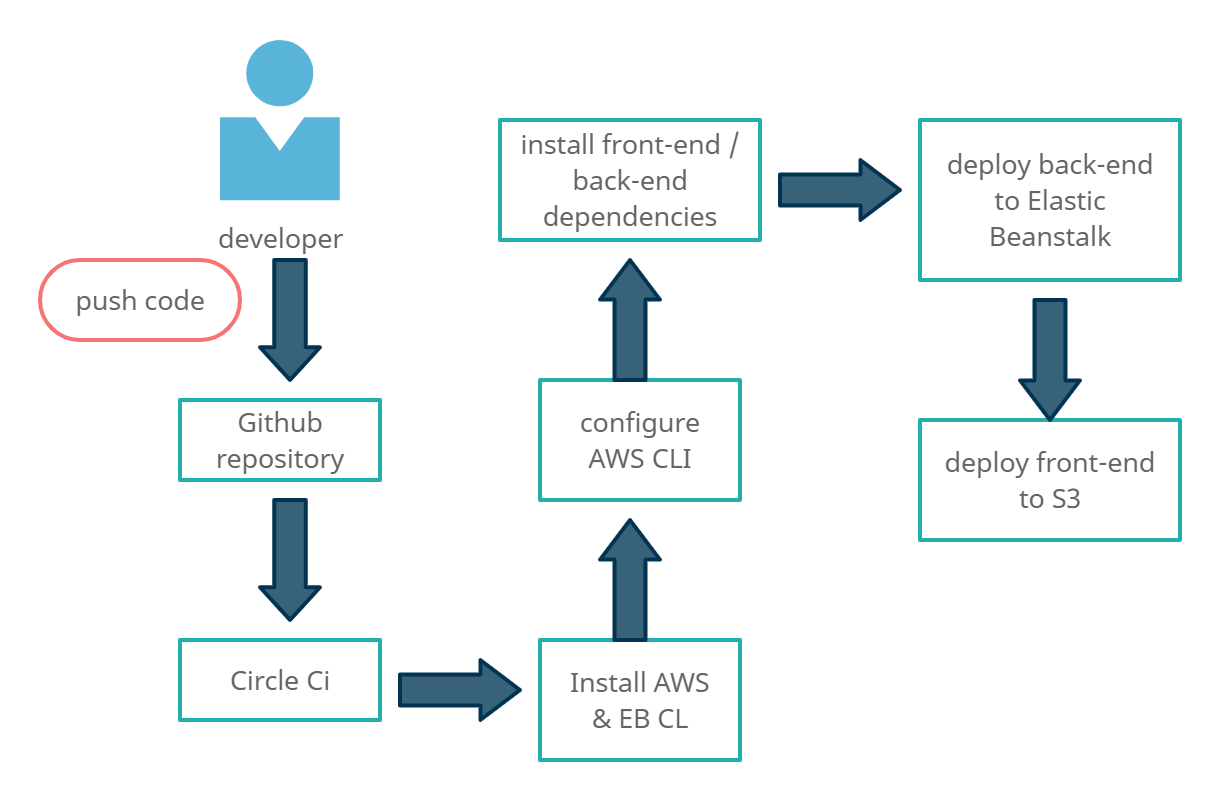 developer
push code
Github
repository
Circle Ci
Install AWS
& EB CL
configure
AWS CLI
install front-end /
back-end
dependencies
deploy back-end
to Elastic
Beanstalk
deploy front-end
to S3